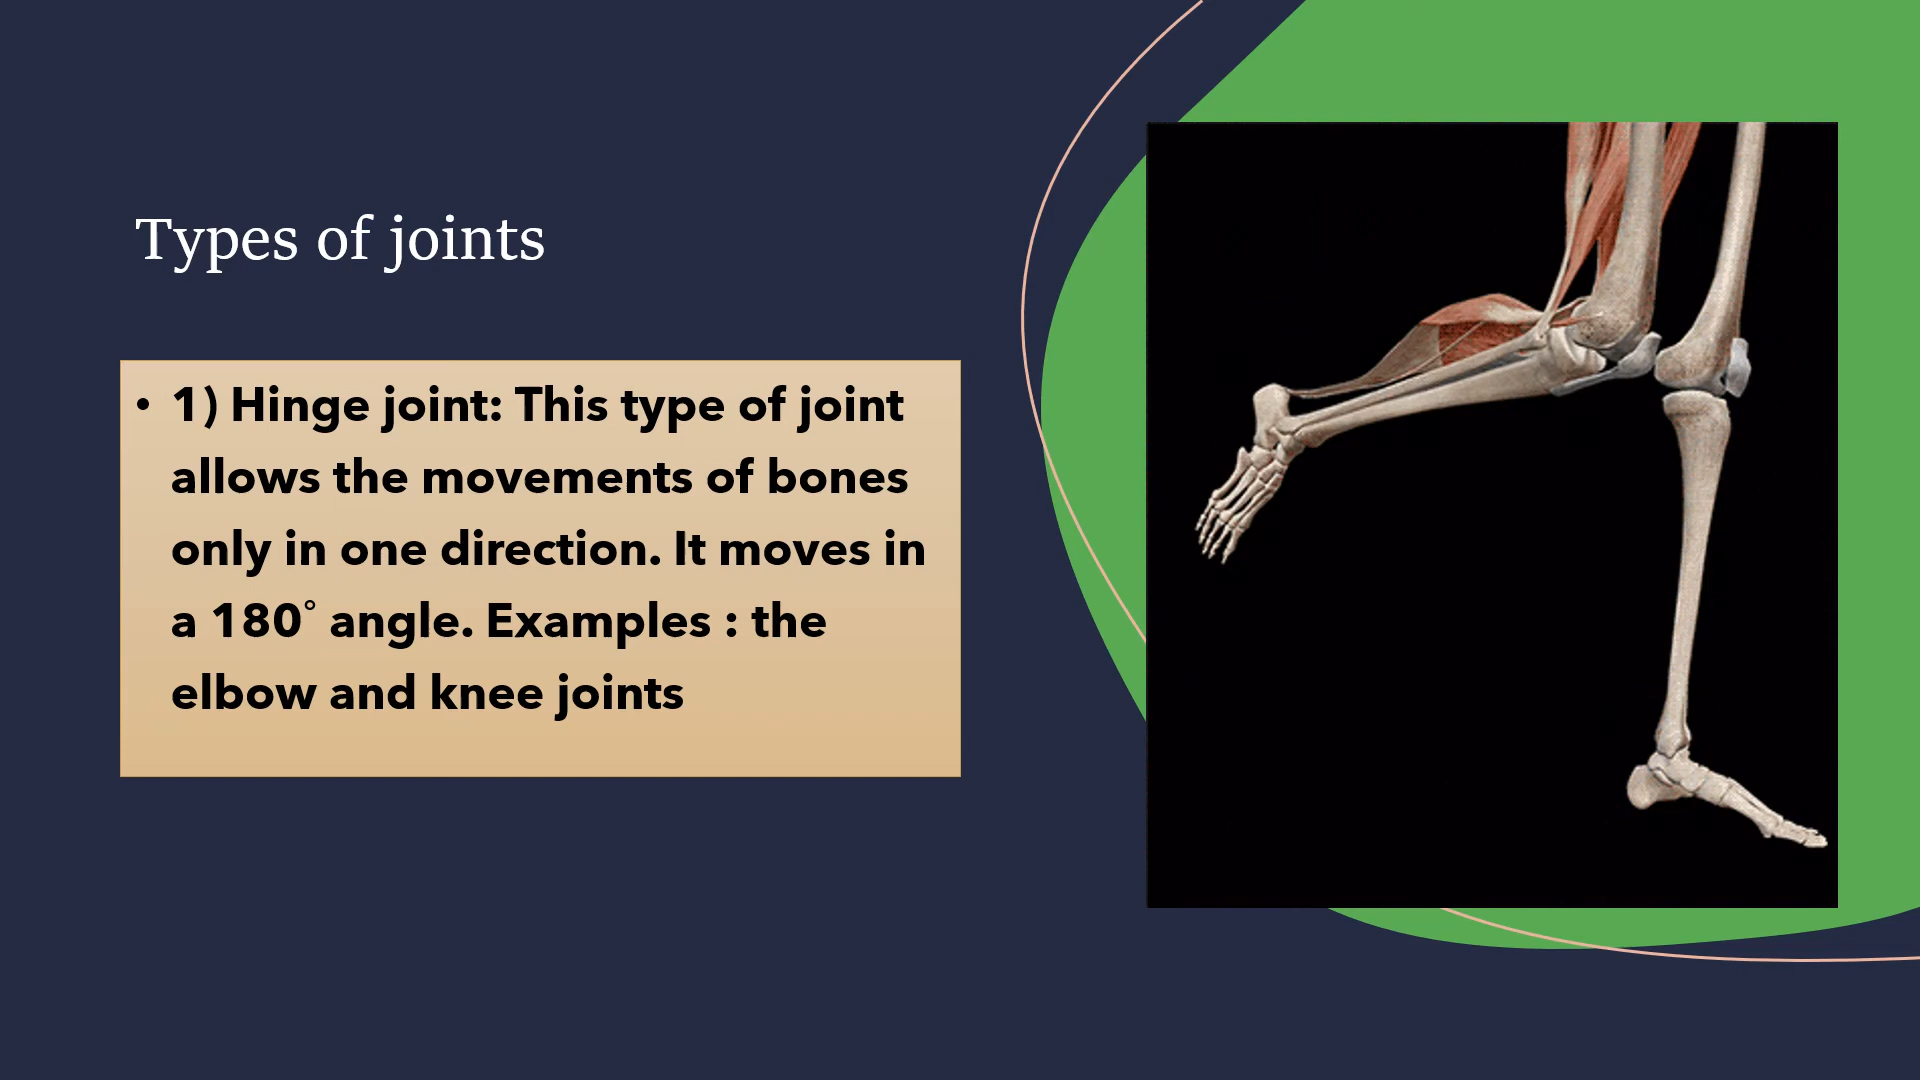 Types of joints
• 1) Hinge joint: This type of joint
allows the movements of bones
only in one direction. It moves in
a 180° angle. Examples : the
elbow and knee joints